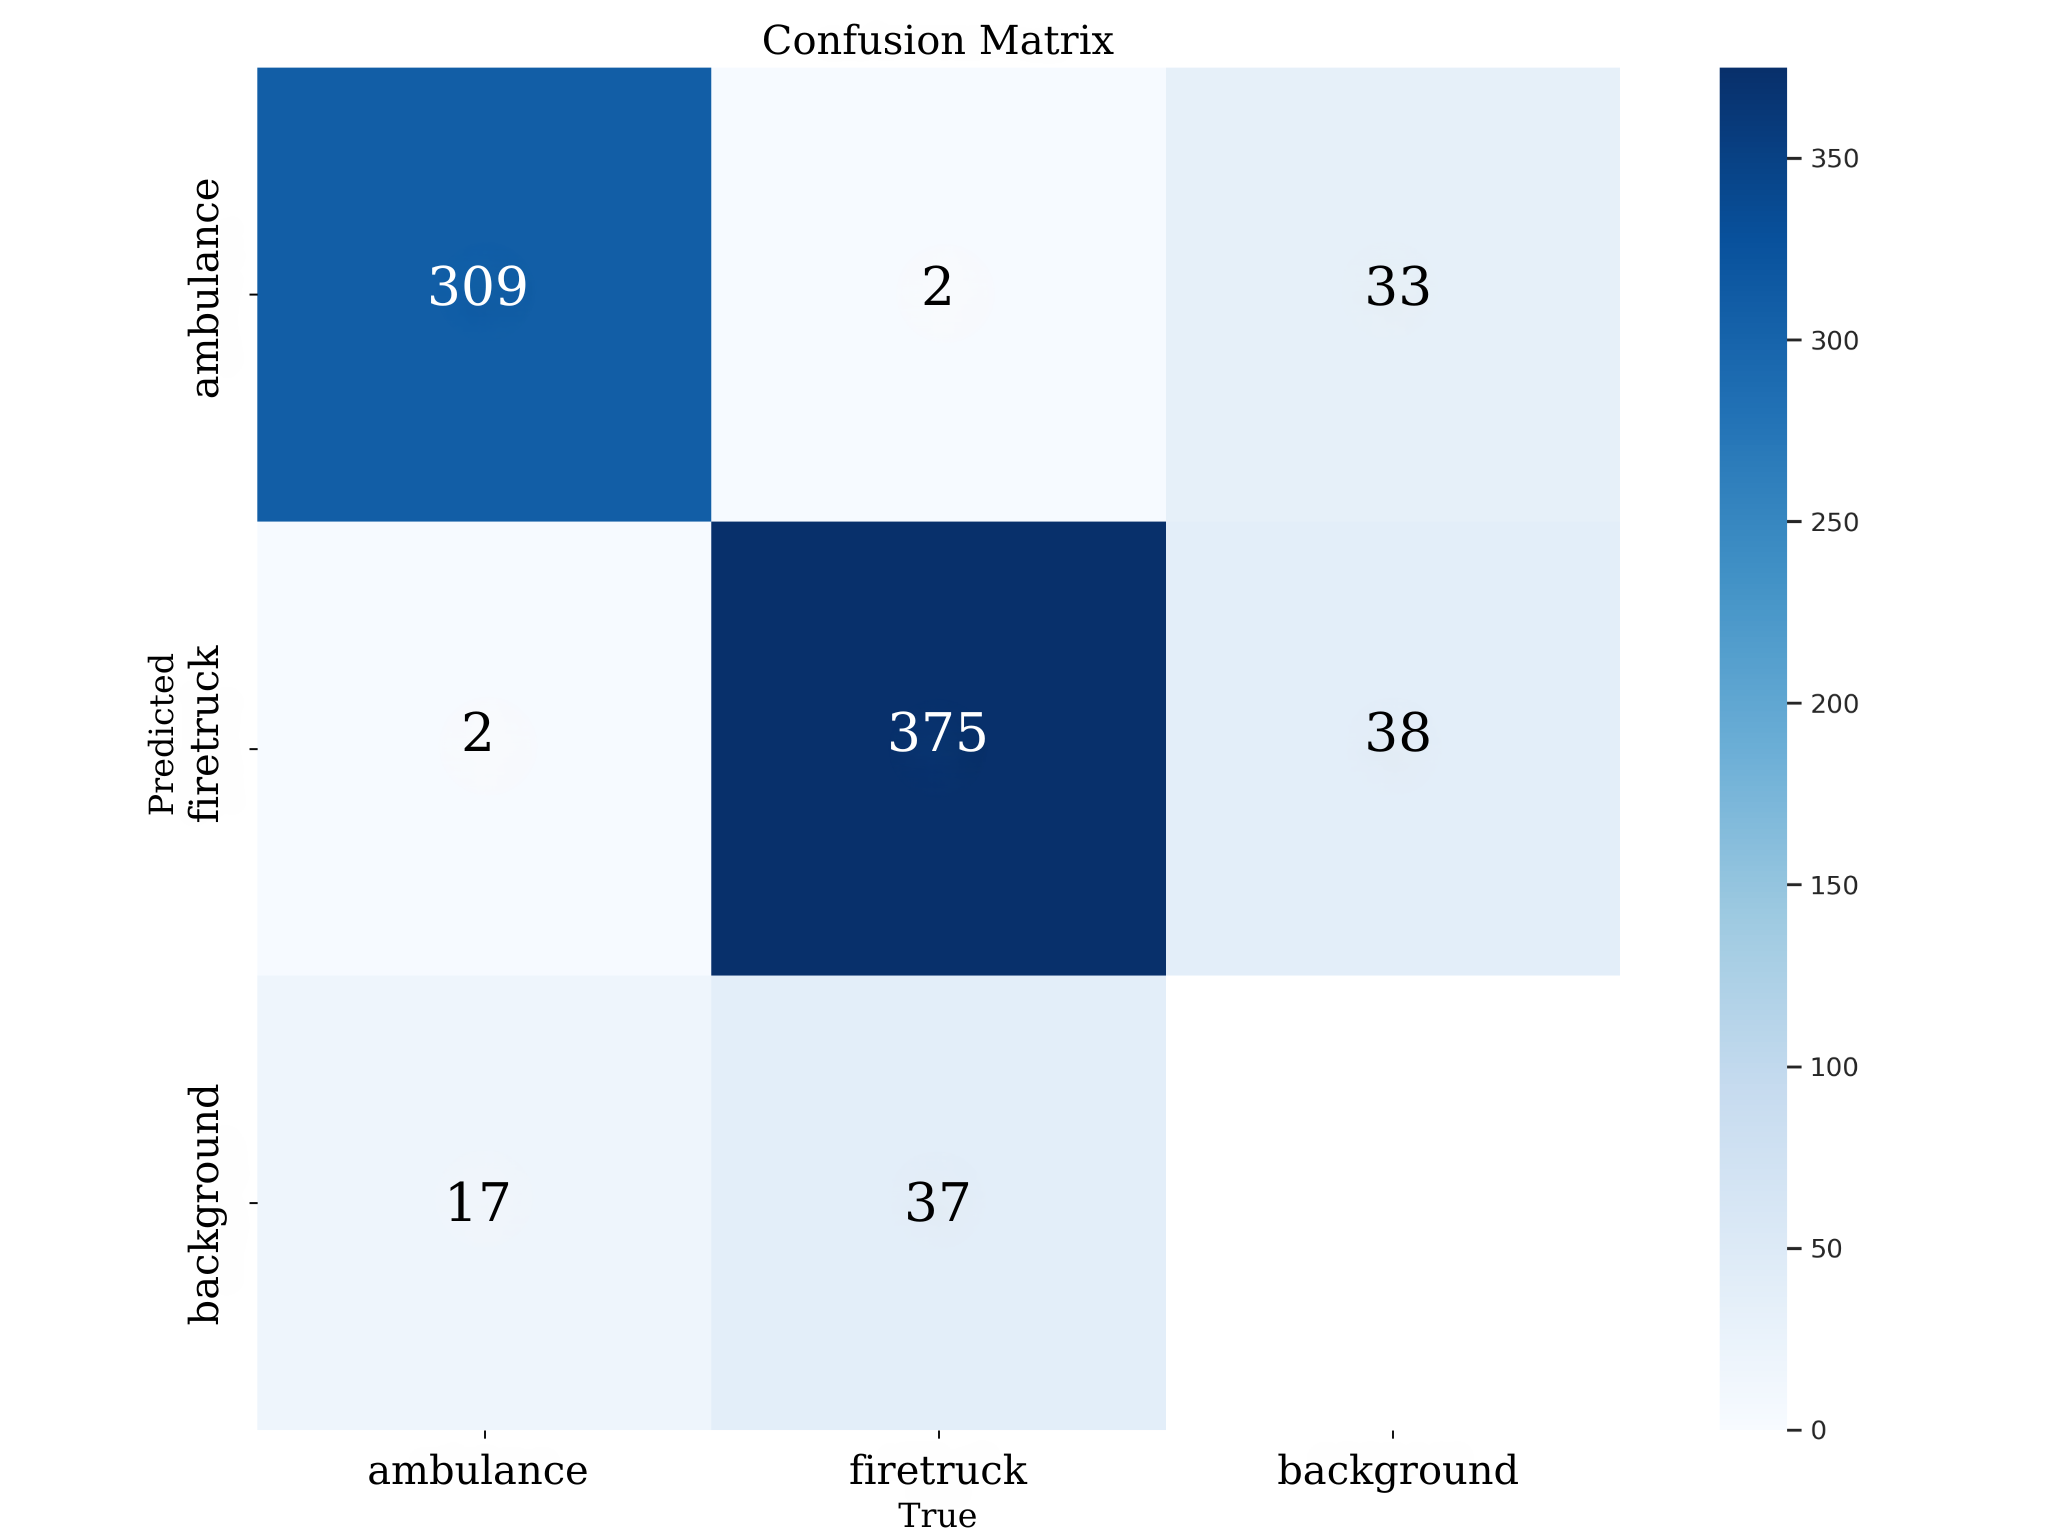 Confusion Matrix
Predicted
ambulance
309
2
33
firetruck
2
375
38
background
17
37
ambulance
firetruck
background
True
350
300
250
200
150
100
50
0